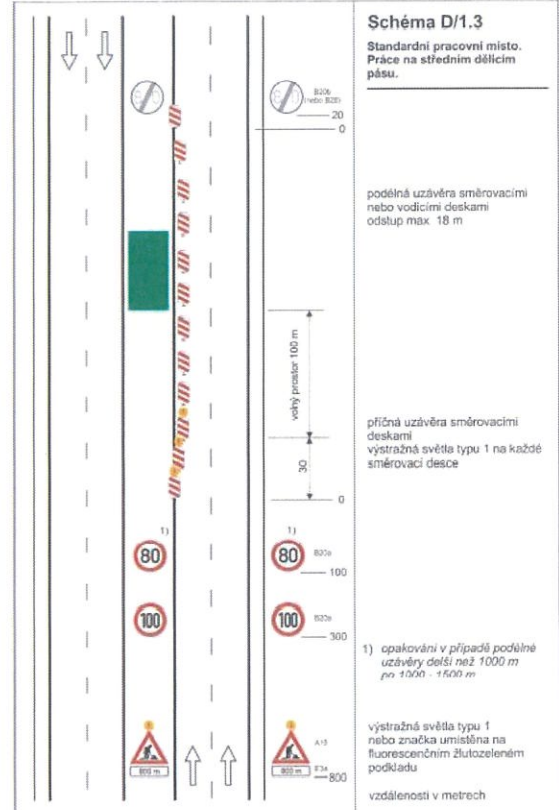 Schéma D/1.3
Standardní pracovní místo.
Práce na středním dělicím
pásu.
B20b
(nebo B26)
20
0
podélná uzávěra směrovacími
nebo vodicími deskami
odstup max 18 m
volný prostor 100 m
příčná uzávěra směrovacími
deskami
výstražná světla typu 1 na každé
směrovací desce
30
0
1)
1)
80
80
B20a
100
100
100
B20a
300
1) opakování v případě podélné
uzávěry delší než 1000 m
po 1000 - 1500 m
výstražná světla typu 1
nebo značka umístěna na
fluorescenčním žlutozeleném
podkladu
A15
800 m
800 m
E3a
800
vzdálenosti v metrech